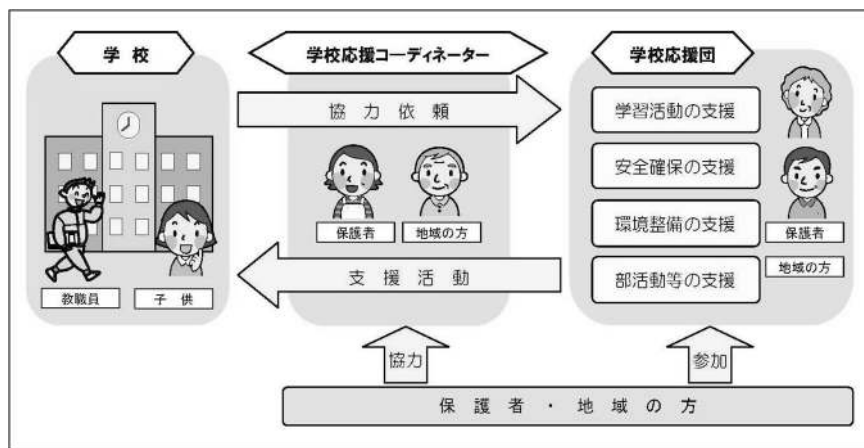 学校
学校応援コーディネーター
学校応援団
協力依頼
学習活動の支援
安全確保の支援
環境整備の支援
部活動等の支援
保護者
地域の方
保護者
地域の方
支援活動
教職員
子供
協力
参加
保護者・地域の方